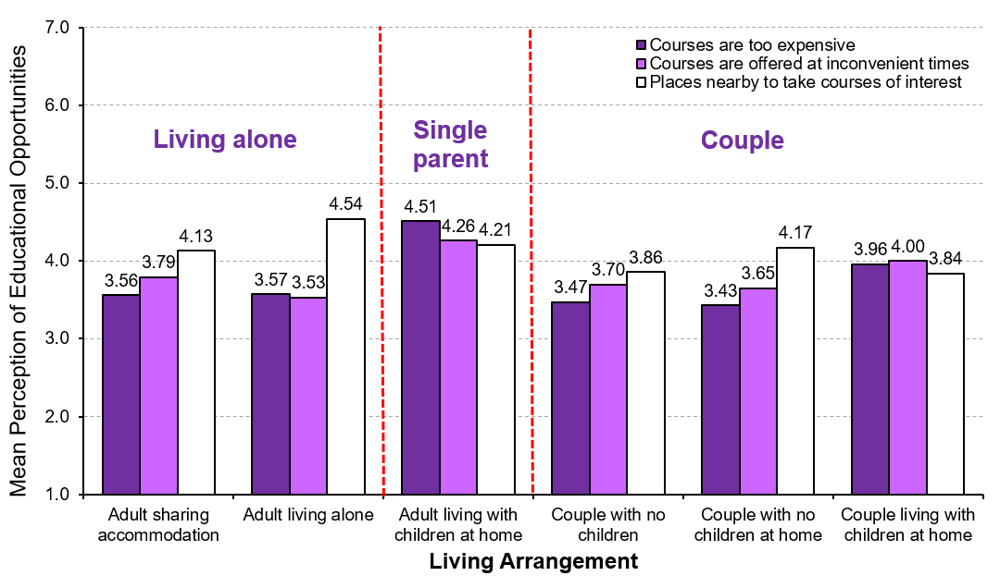 Mean Perception of Educational Opportunities
7.0
6.0
5.0
4.0
3.0
2.0
1.0
Courses are too expensive
Courses are offered at inconvenient times
Places nearby to take courses of interest
Living alone
Single
parent
Couple
3.56
3.79
4.13
3.57
3.53
4.54
4.51
4.26
4.21
3.47
3.70
3.86
3.43
3.65
4.17
3.96
4.00
3.84
Adult sharing
accommodation
Adult living alone
Adult living with
children at home
Couple with no
children
Couple with no
children at home
Couple living with
children at home
Living Arrangement